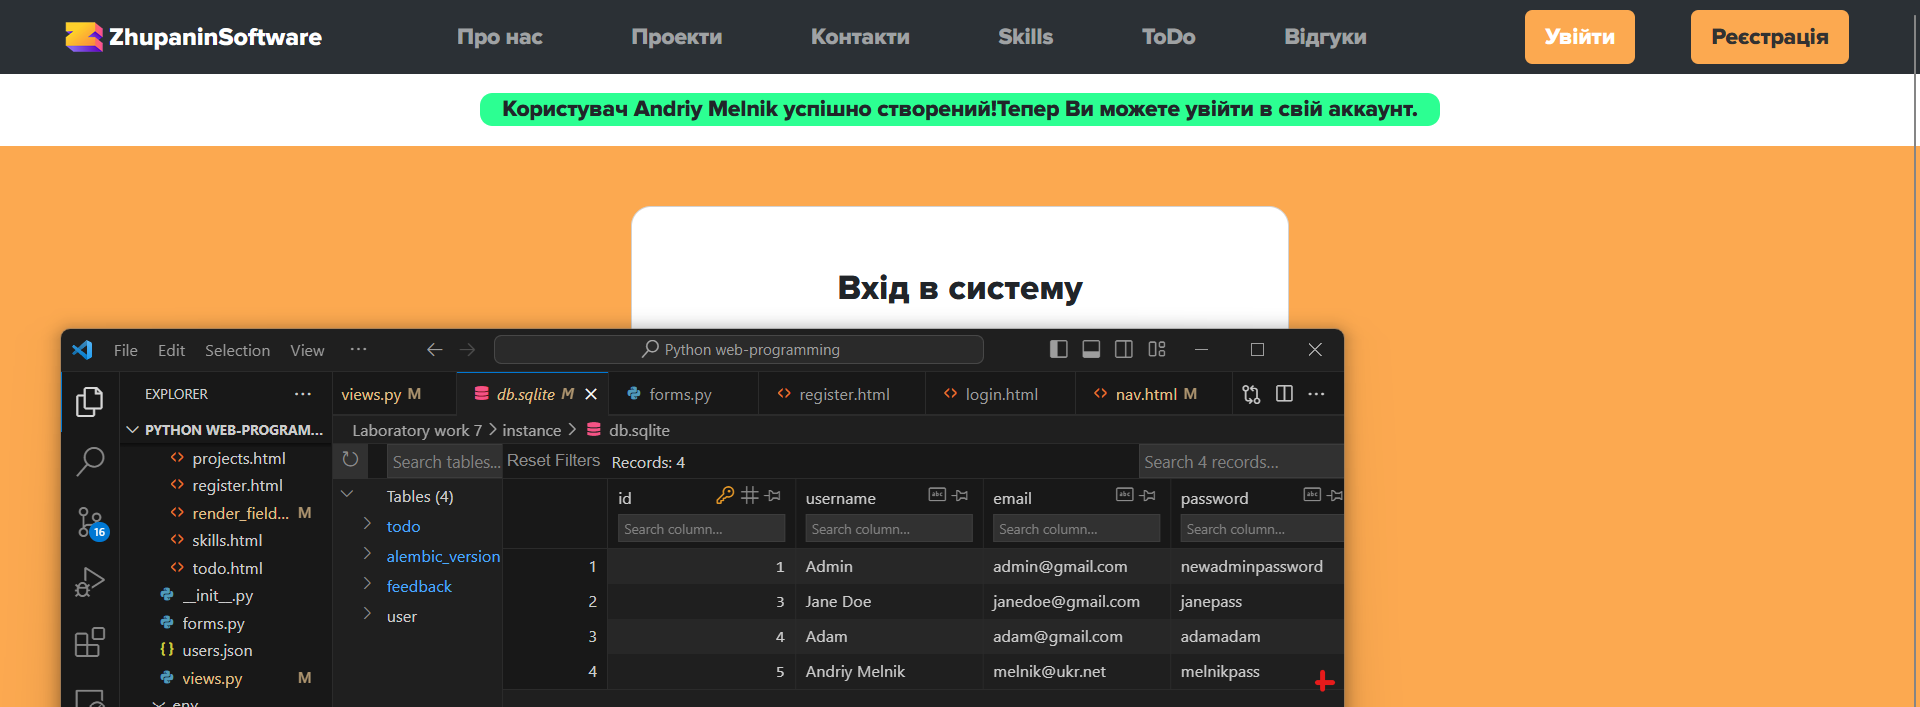 ZhupaninSoftware Про нас Проекти Контакти Skills ToDo Відгуки Увійти Реєстрація
Користувач Andriy Melnik успішно створений!Тепер Ви можете увійти в свій аккаунт.
Вхід в систему
File Edit Selection View ··· Python web-programming
EXPLORER ··· views.py M db.sqlite M forms.py register.html login.html nav.html M ···
PYTHON WEB-PROGRAM... Laboratory work 7 > instance > db.sqlite
projects.html
register.html
render_field... M
skills.html
todo.html
__init__.py
forms.py
users.json
views.py M
env
16
Search tables... Reset Filters Records: 4 Search 4 records...
Tables (4)
todo
alembic_version
feedback
user
id username email password
Search column... Search column... Search column... Search column...
1 1 Admin admin@gmail.com newadminpassword
2 3 Jane Doe janedoe@gmail.com janepass
3 4 Adam adam@gmail.com adamadam
4 5 Andriy Melnik melnik@ukr.net melnikpass